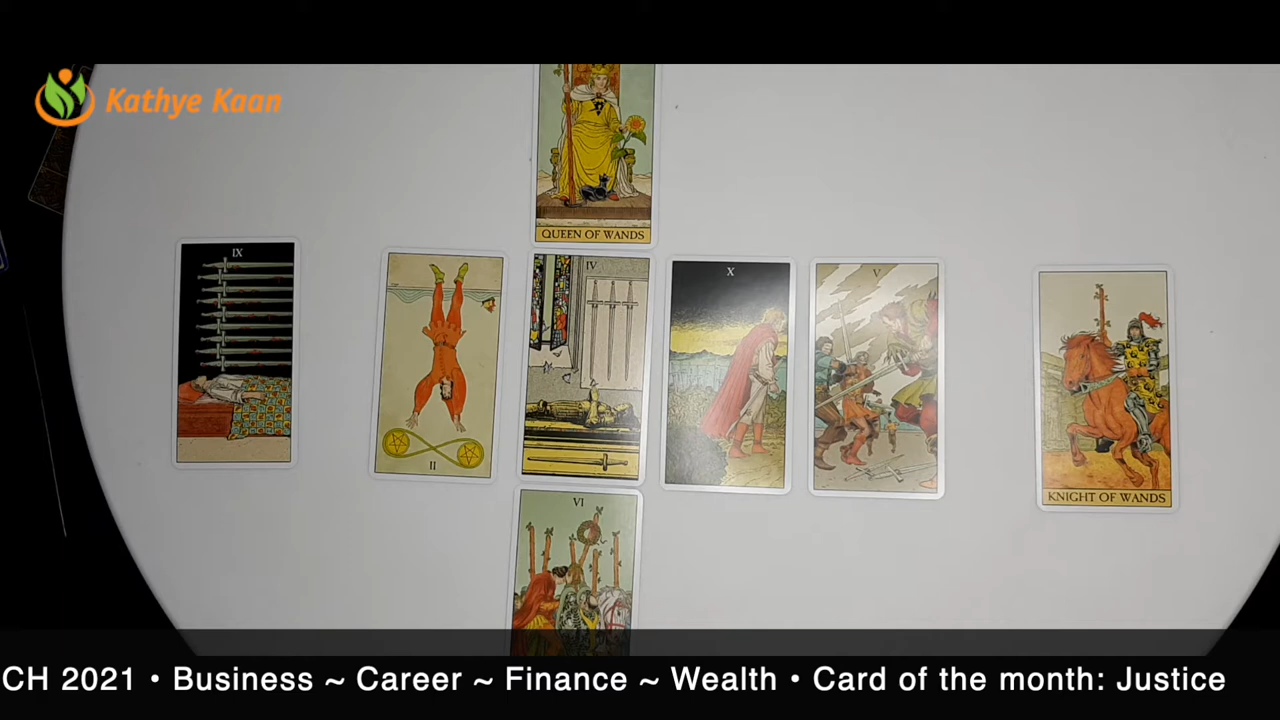 Kathye Kaan
QUEEN OF WANDS
IX
IV
X
V
II
KNIGHT OF WANDS
VI
CH 2021 • Business ~ Career ~ Finance ~ Wealth • Card of the month: Justice